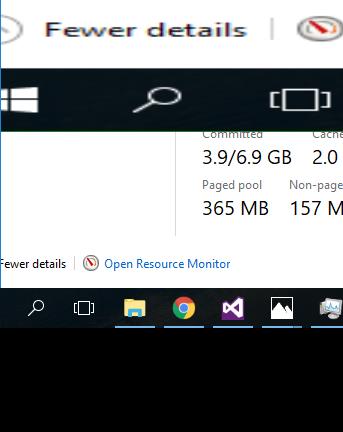 Fewer details
Committed Cache
3.9/6.9 GB 2.0
Paged pool Non-page
365 MB 157 M
Fewer details Open Resource Monitor